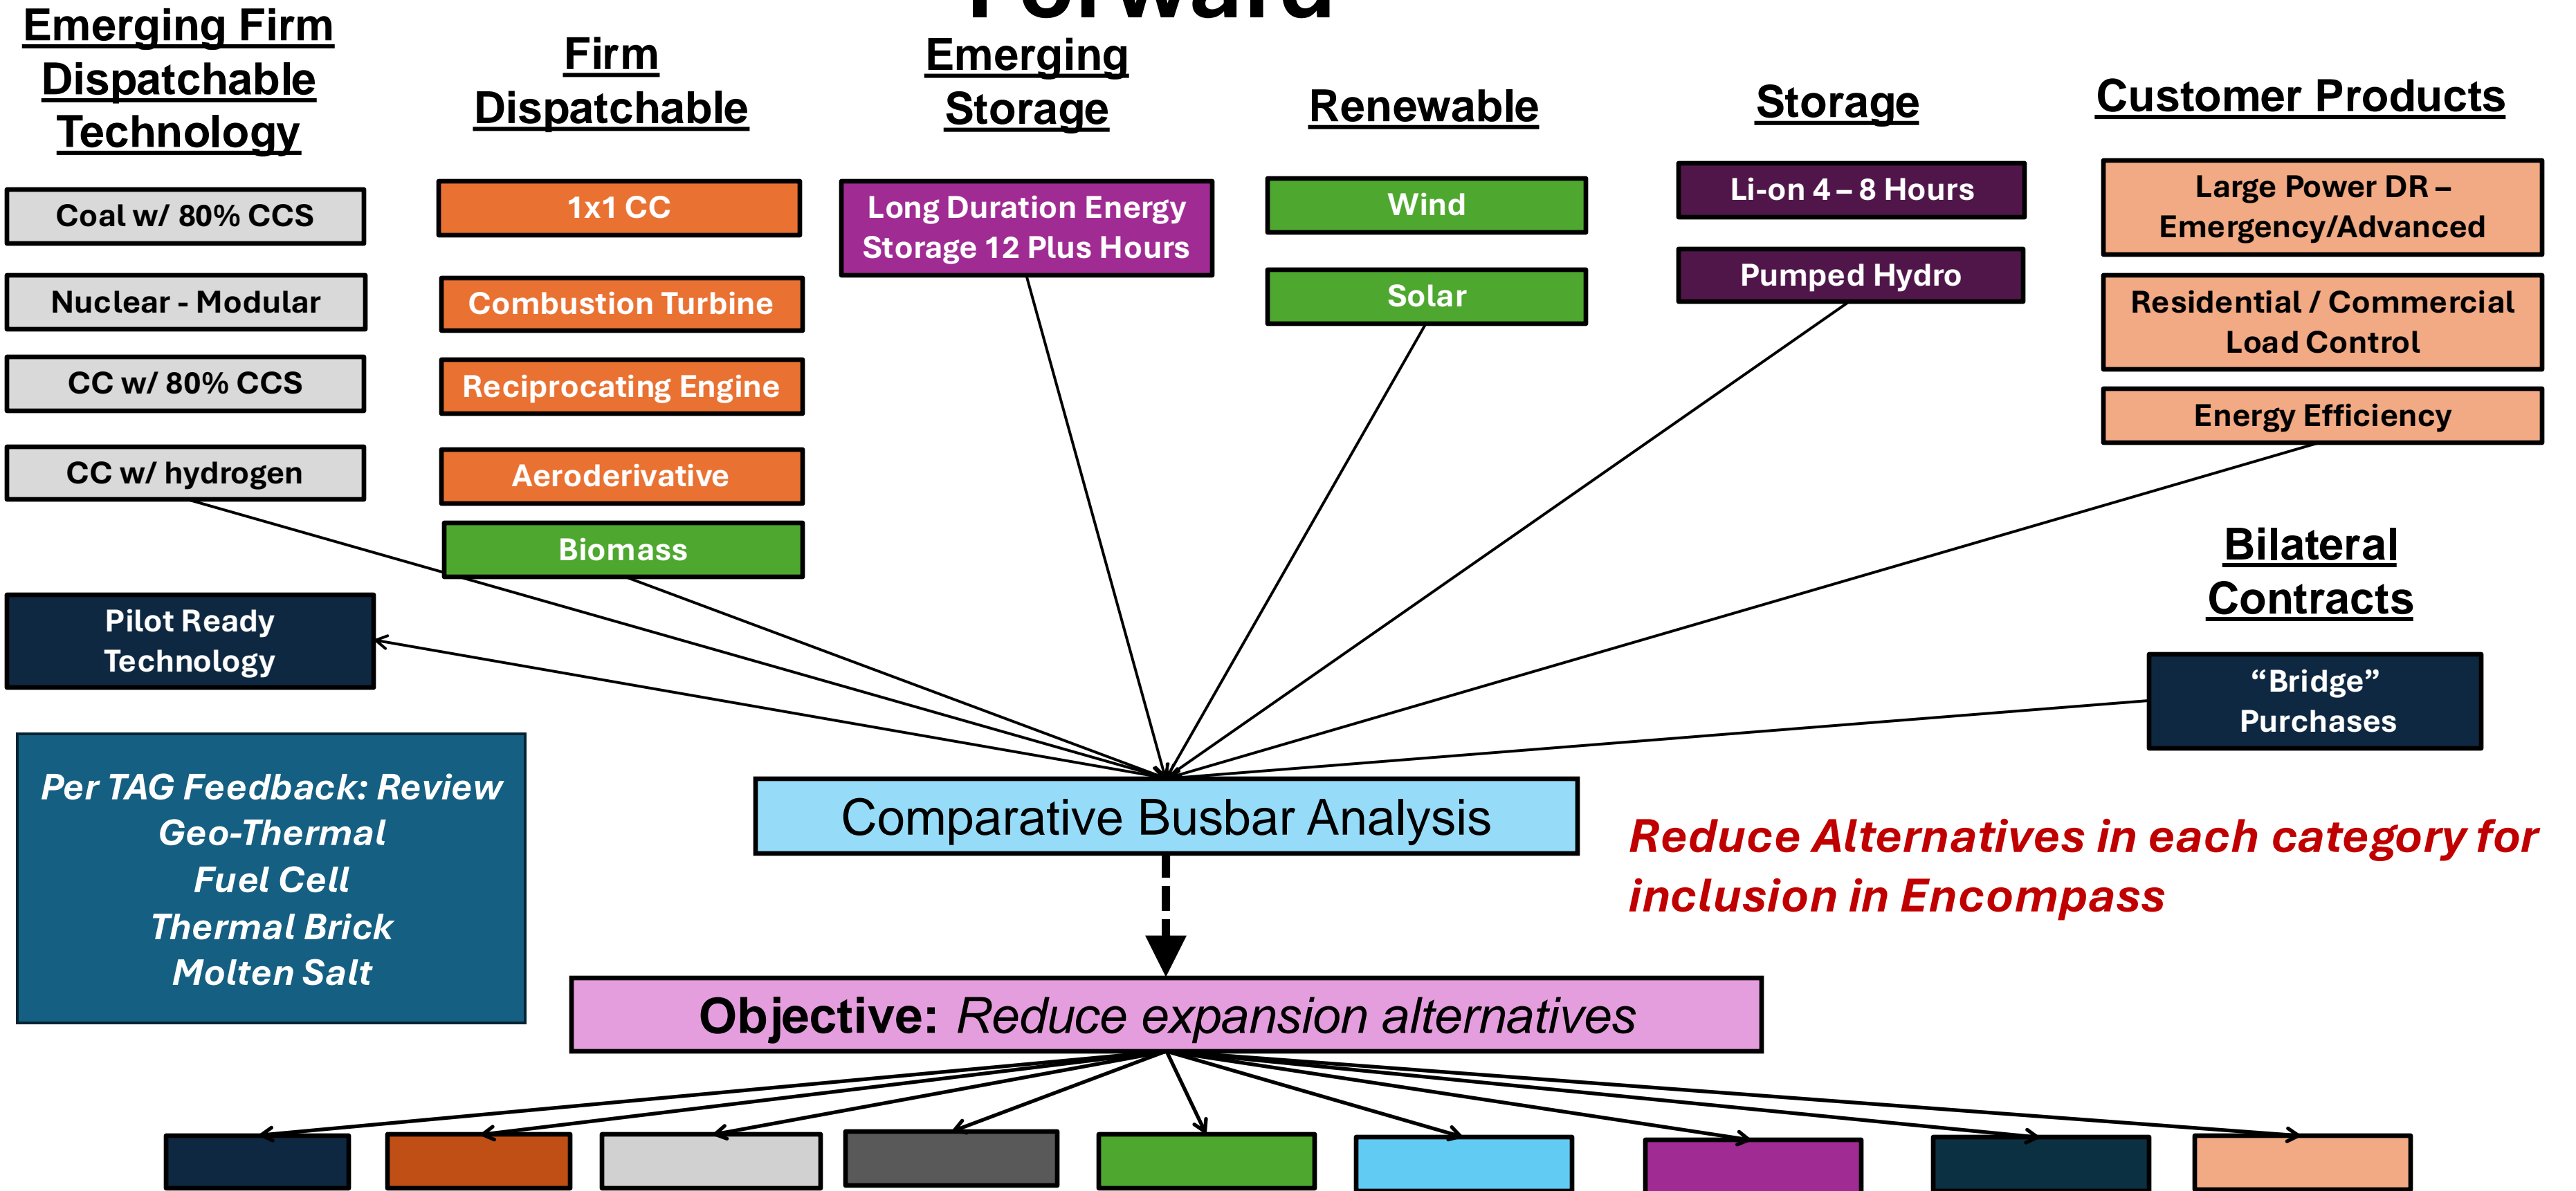 Forward
Emerging Firm
Dispatchable
Technology
Coal w/ 80% CCS
Nuclear - Modular
CC w/ 80% CCS
CC w/ hydrogen
Pilot Ready
Technology
Firm
Dispatchable
1x1 CC
Combustion Turbine
Reciprocating Engine
Aeroderivative
Biomass
Emerging
Storage
Long Duration Energy
Storage 12 Plus Hours
Renewable
Wind
Solar
Storage
Li-on 4 – 8 Hours
Pumped Hydro
Customer Products
Large Power DR –
Emergency/Advanced
Residential / Commercial
Load Control
Energy Efficiency
Bilateral
Contracts
“Bridge”
Purchases
Per TAG Feedback: Review
Geo-Thermal
Fuel Cell
Thermal Brick
Molten Salt
Comparative Busbar Analysis
Reduce Alternatives in each category for
inclusion in Encompass
Objective: Reduce expansion alternatives